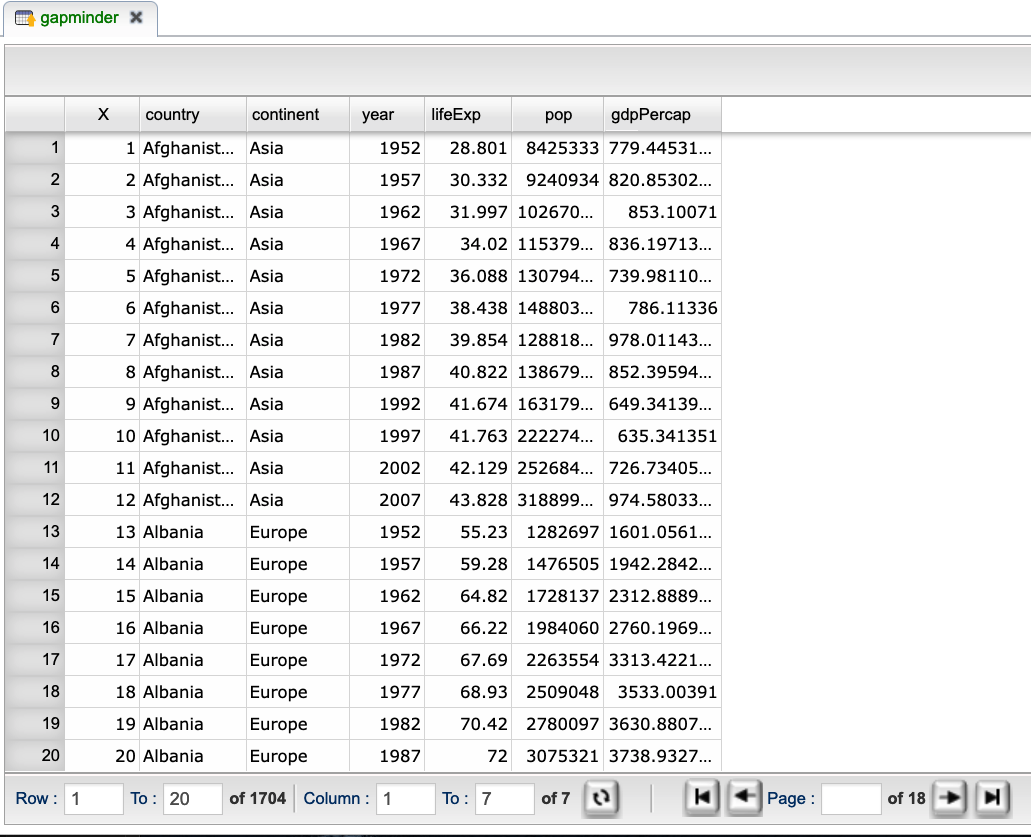 gapminder
X country continent year lifeExp pop gdpPercap
1 1 Afghanist... Asia 1952 28.801 8425333 779.44531...
2 2 Afghanist... Asia 1957 30.332 9240934 820.85302...
3 3 Afghanist... Asia 1962 31.997 102670... 853.10071
4 4 Afghanist... Asia 1967 34.02 115379... 836.19713...
5 5 Afghanist... Asia 1972 36.088 130794... 739.98110...
6 6 Afghanist... Asia 1977 38.438 148803... 786.11336
7 7 Afghanist... Asia 1982 39.854 128818... 978.01143...
8 8 Afghanist... Asia 1987 40.822 138679... 852.39594...
9 9 Afghanist... Asia 1992 41.674 163179... 649.34139...
10 10 Afghanist... Asia 1997 41.763 222274... 635.341351
11 11 Afghanist... Asia 2002 42.129 252684... 726.73405...
12 12 Afghanist... Asia 2007 43.828 318899... 974.58033...
13 13 Albania Europe 1952 55.23 1282697 1601.0561...
14 14 Albania Europe 1957 59.28 1476505 1942.2842...
15 15 Albania Europe 1962 64.82 1728137 2312.8889...
16 16 Albania Europe 1967 66.22 1984060 2760.1969...
17 17 Albania Europe 1972 67.69 2263554 3313.4221...
18 18 Albania Europe 1977 68.93 2509048 3533.00391
19 19 Albania Europe 1982 70.42 2780097 3630.8807...
20 20 Albania Europe 1987 72 3075321 3738.9327...
Row : 1 To : 20 of 1704 Column : 1 To : 7 of 7 Page : of 18